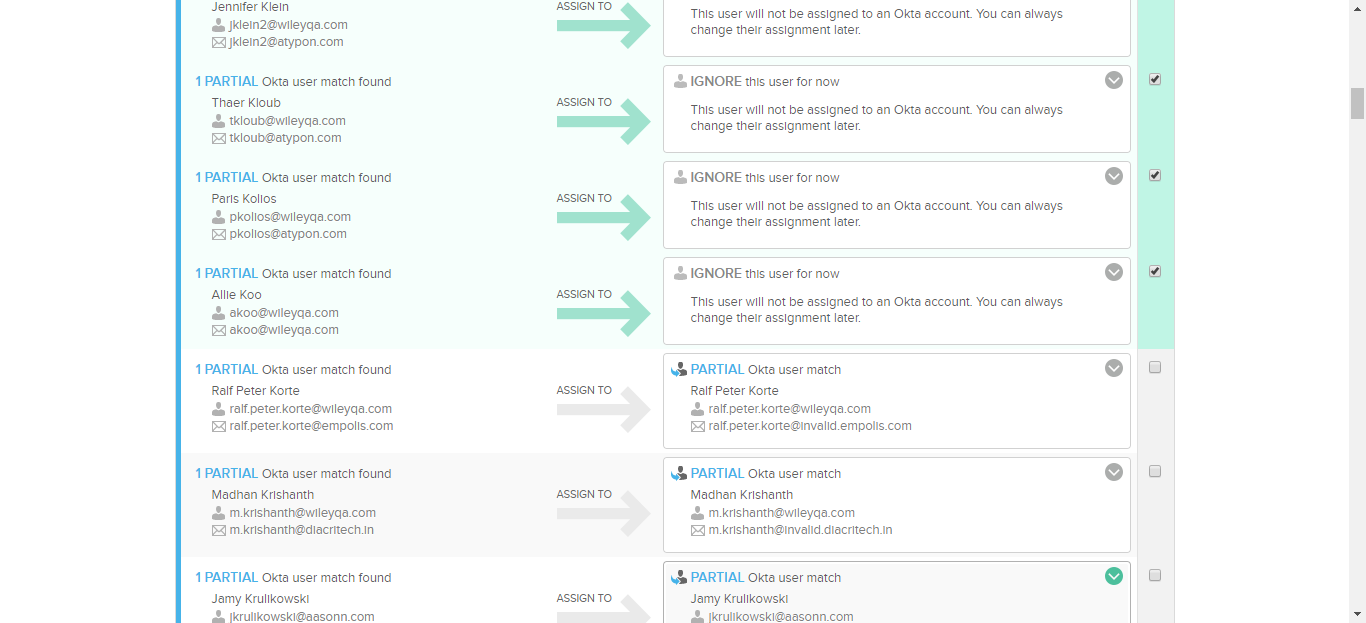 Jennifer Klein
jklein2@wileyqa.com
jklein2@atypon.com
ASSIGN TO
This user will not be assigned to an Okta account. You can always
change their assignment later.
1 PARTIAL Okta user match found
Thaer Kloub
tkloub@wileyqa.com
tkloub@atypon.com
ASSIGN TO
IGNORE this user for now
This user will not be assigned to an Okta account. You can always
change their assignment later.
1 PARTIAL Okta user match found
Paris Kolios
pkolios@wileyqa.com
pkolios@atypon.com
ASSIGN TO
IGNORE this user for now
This user will not be assigned to an Okta account. You can always
change their assignment later.
1 PARTIAL Okta user match found
Allie Koo
akoo@wileyqa.com
akoo@wileyqa.com
ASSIGN TO
IGNORE this user for now
This user will not be assigned to an Okta account. You can always
change their assignment later.
1 PARTIAL Okta user match found
Ralf Peter Korte
ralf.peter.korte@wileyqa.com
ralf.peter.korte@empolis.com
ASSIGN TO
PARTIAL Okta user match
Ralf Peter Korte
ralf.peter.korte@wileyqa.com
ralf.peter.korte@invalid.empolis.com
1 PARTIAL Okta user match found
Madhan Krishanth
m.krishanth@wileyqa.com
m.krishanth@diacritech.in
ASSIGN TO
PARTIAL Okta user match
Madhan Krishanth
m.krishanth@wileyqa.com
m.krishanth@invalid.diacritech.in
1 PARTIAL Okta user match found
Jamy Krulikowski
jkrulikowski@aasonn.com
ASSIGN TO
PARTIAL Okta user match
Jamy Krulikowski
jkrulikowski@aasonn.com